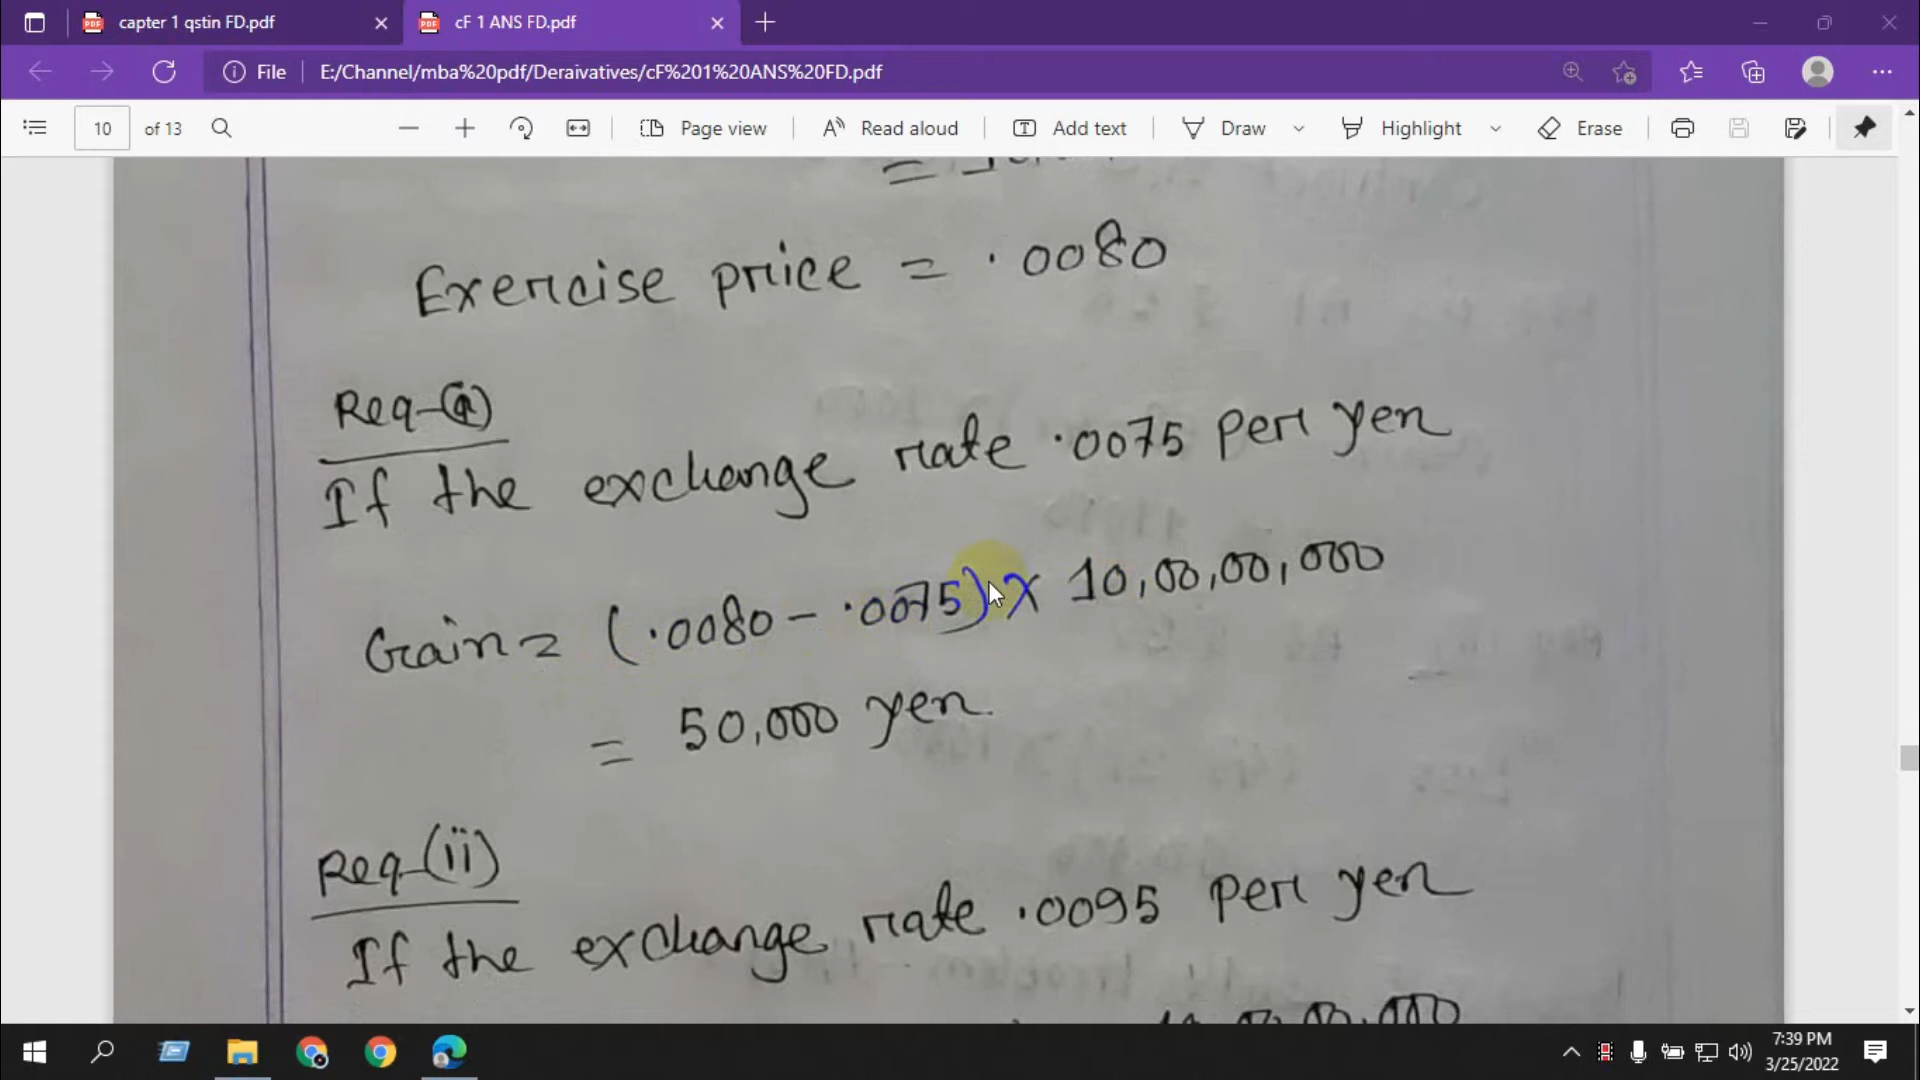 capter 1 qstin FD.pdf
cF 1 ANS FD.pdf
File
E:/Channel/mba%20pdf/Deraivatives/cF%201%20ANS%20FD.pdf
10 of 13
Page view
Read aloud
Add text
Draw
Highlight
Erase
Exercise price = .0080
Req-(i)
If the exchange rate .0075 per yen
Gain = (.0080 - .0075) x 10,00,00,000
= 50,000 yen.
Req-(ii)
If the exchange rate .0095 per yen
7:39 PM
3/25/2022